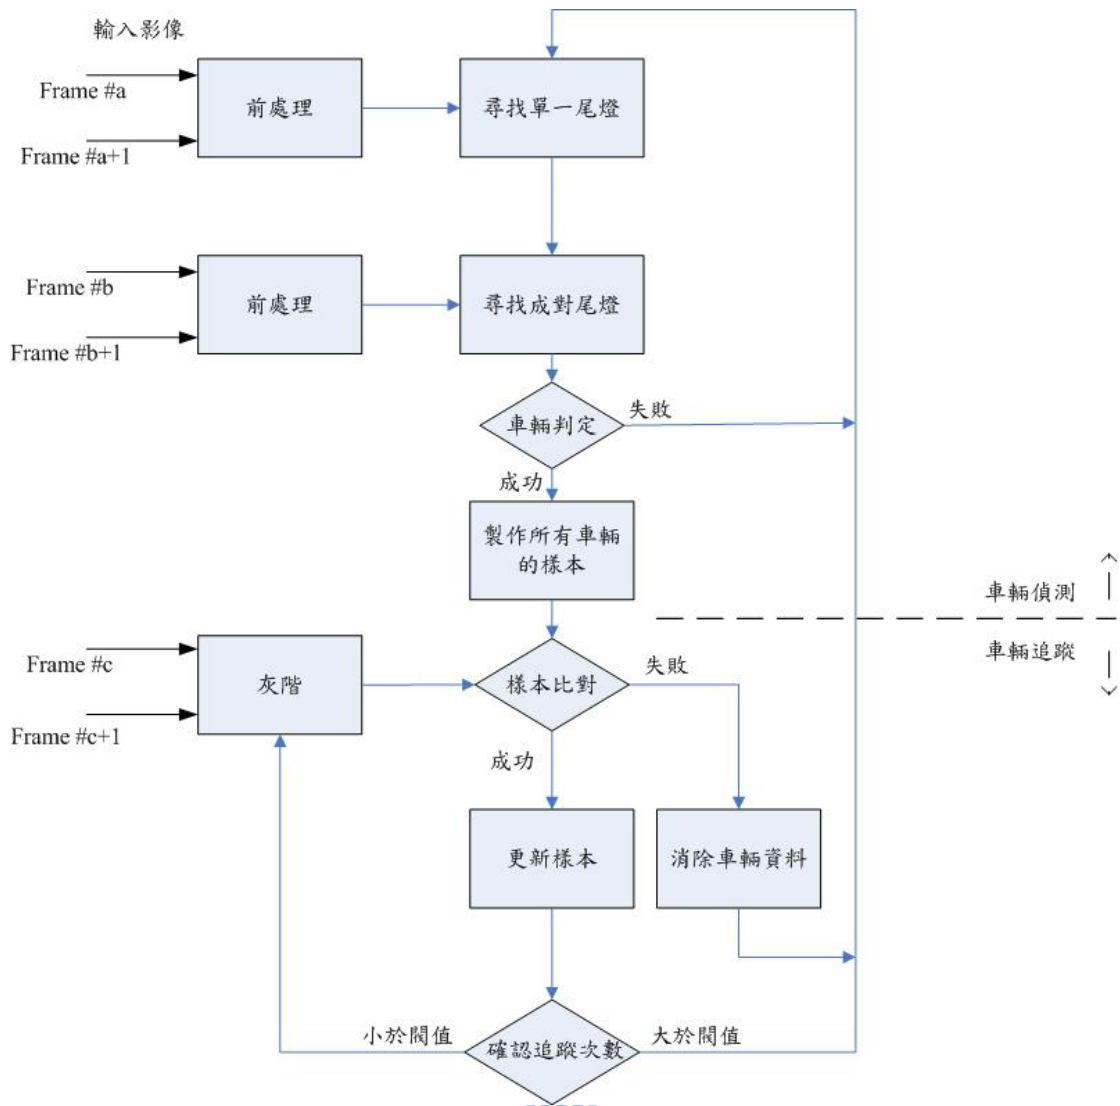 輸入影像
Frame #a
前處理
尋找單一尾燈
Frame #a+1
Frame #b
前處理
尋找成對尾燈
Frame #b+1
車輛判定
失敗
成功
製作所有車輛
的樣本
車輛偵測
車輛追蹤
Frame #c
灰階
樣本比對
失敗
Frame #c+1
成功
更新樣本
消除車輛資料
小於閥值
確認追蹤次數
大於閥值